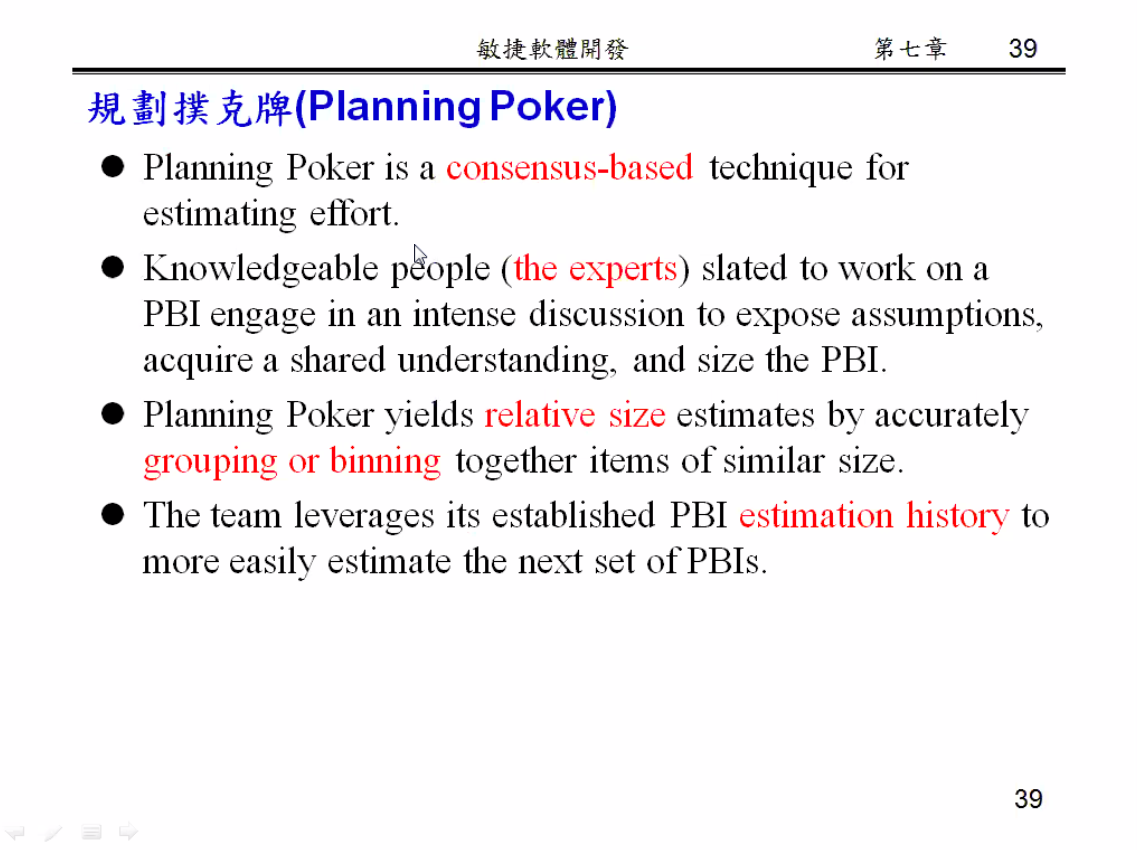 敏捷軟體開發 第七章 39
規劃撲克牌(Planning Poker)
● Planning Poker is a consensus-based technique for
estimating effort.
● Knowledgeable people (the experts) slated to work on a
PBI engage in an intense discussion to expose assumptions,
acquire a shared understanding, and size the PBI.
● Planning Poker yields relative size estimates by accurately
grouping or binning together items of similar size.
● The team leverages its established PBI estimation history to
more easily estimate the next set of PBIs.
39